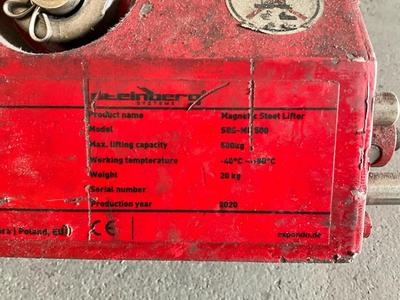 Steinberg
SYSTEMS
Product name Magnetic Steel Lifter
Model SBS-ML 500
Max. lifting capacity 500kg
Working temperature -40°C ~ +80°C
Weight 20 kg
Serial number
Production year 2020
Poland, EU CE expondo.de